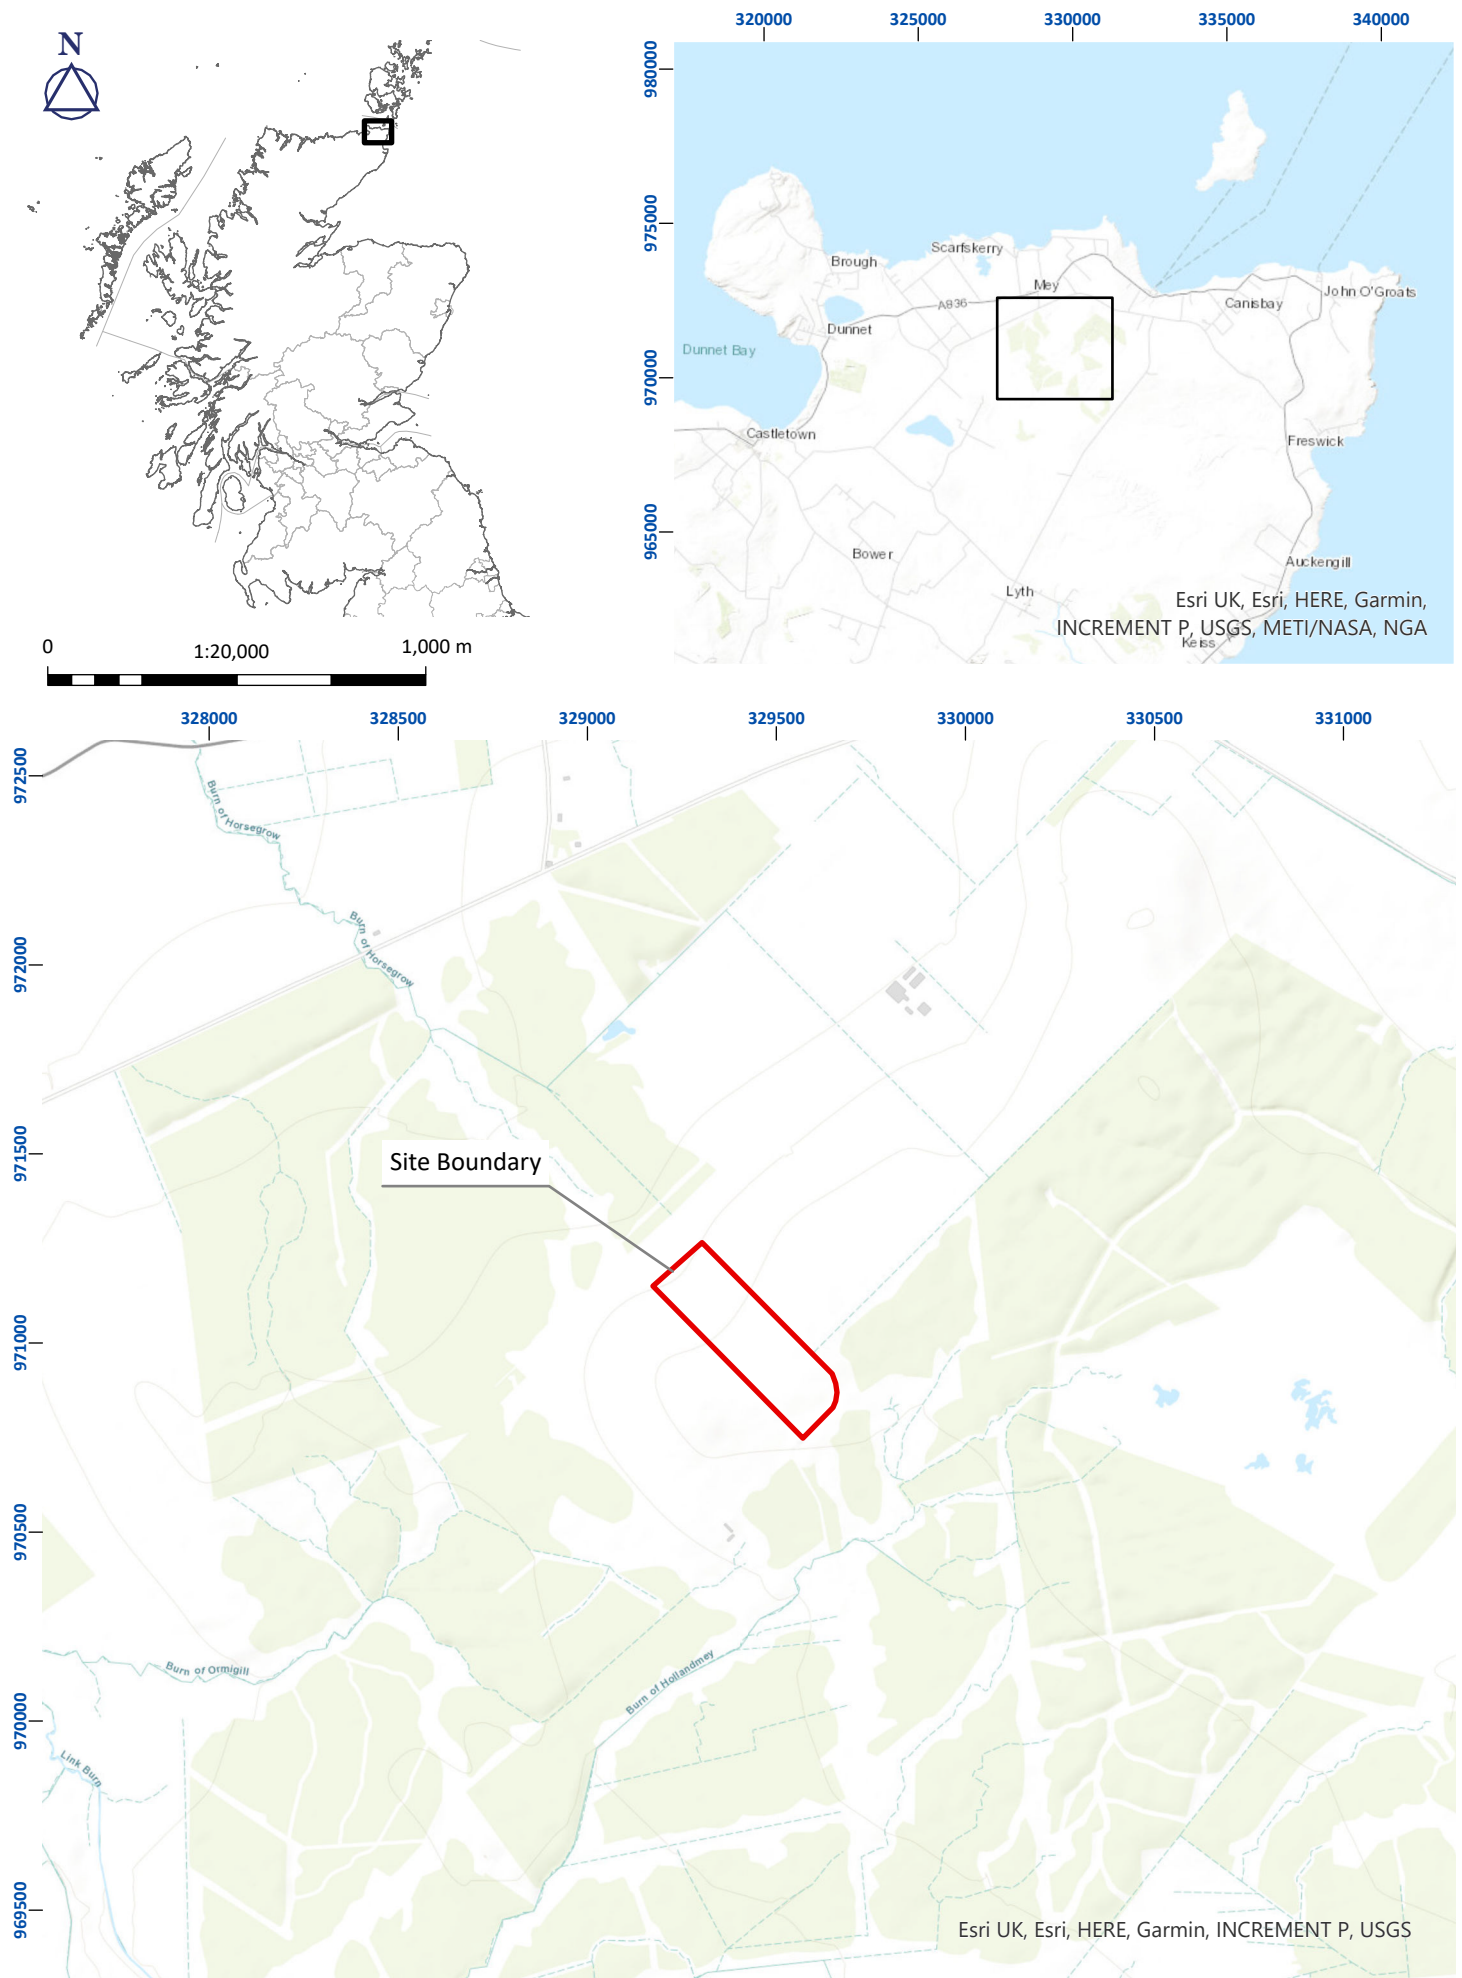 N
320000 325000 330000 335000 340000
980000
975000
970000
965000
Scarfskerry
Brough
Mey
John O'Groats
A836
Canisbay
Dunnet
Dunnet Bay
Castletown
Freswick
Bower
Auckengill
Lyth
Esri UK, Esri, HERE, Garmin,
INCREMENT P, USGS, METI/NASA, NGA
Keiss
0 1:20,000 1,000 m
328000 328500 329000 329500 330000 330500 331000
972500
972000
971500
971000
970500
970000
969500
Burn of Horsegrow
Burn of Horsegrow
Site Boundary
Burn of Ormigill
Burn of Hollandmey
Link Burn
Esri UK, Esri, HERE, Garmin, INCREMENT P, USGS